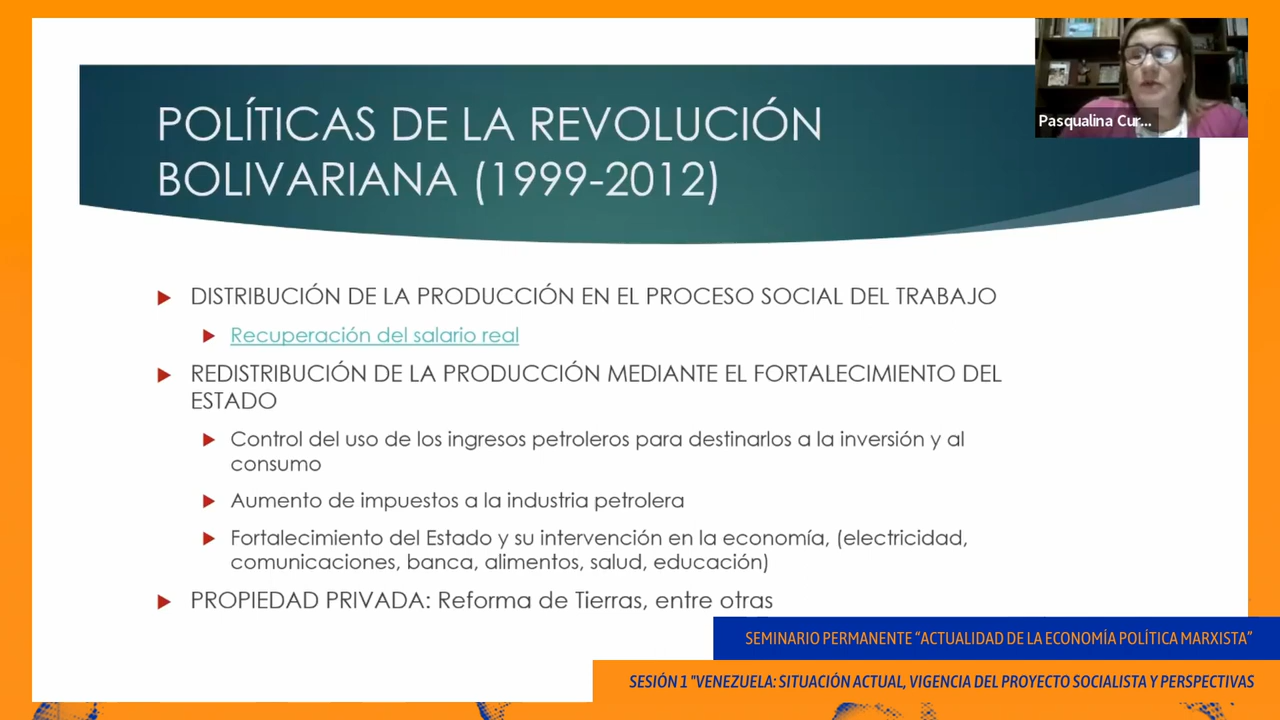 POLÍTICAS DE LA REVOLUCIÓN
BOLIVARIANA (1999-2012)
Pasqualina Cur...
DISTRIBUCIÓN DE LA PRODUCCIÓN EN EL PROCESO SOCIAL DEL TRABAJO
Recuperación del salario real
REDISTRIBUCIÓN DE LA PRODUCCIÓN MEDIANTE EL FORTALECIMIENTO DEL
ESTADO
Control del uso de los ingresos petroleros para destinarlos a la inversión y al
consumo
Aumento de impuestos a la industria petrolera
Fortalecimiento del Estado y su intervención en la economía, (electricidad,
comunicaciones, banca, alimentos, salud, educación)
PROPIEDAD PRIVADA: Reforma de Tierras, entre otras
SEMINARIO PERMANENTE “ACTUALIDAD DE LA ECONOMÍA POLÍTICA MARXISTA”
SESIÓN 1 "VENEZUELA: SITUACIÓN ACTUAL, VIGENCIA DEL PROYECTO SOCIALISTA Y PERSPECTIVAS